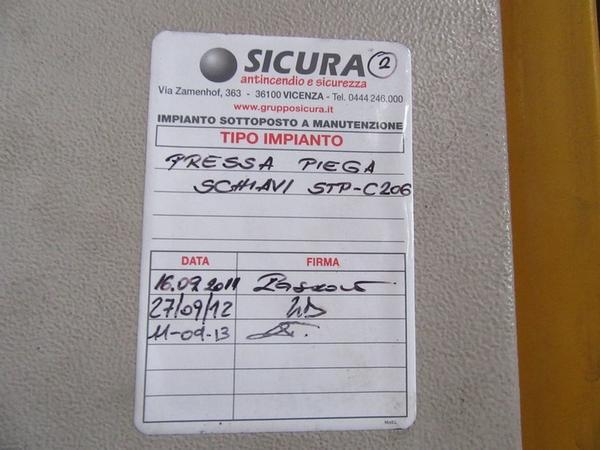 SICURA 2
antincendio e sicurezza
Via Zamenhof, 363 - 36100 VICENZA - Tel. 0444 246.000
www.grupposicura.it
IMPIANTO SOTTOPOSTO A MANUTENZIONE
TIPO IMPIANTO
PRESSA PIEGA
SCHIAVI STP-C206
DATA FIRMA
16.09.2011
27/09/12
11-09-13